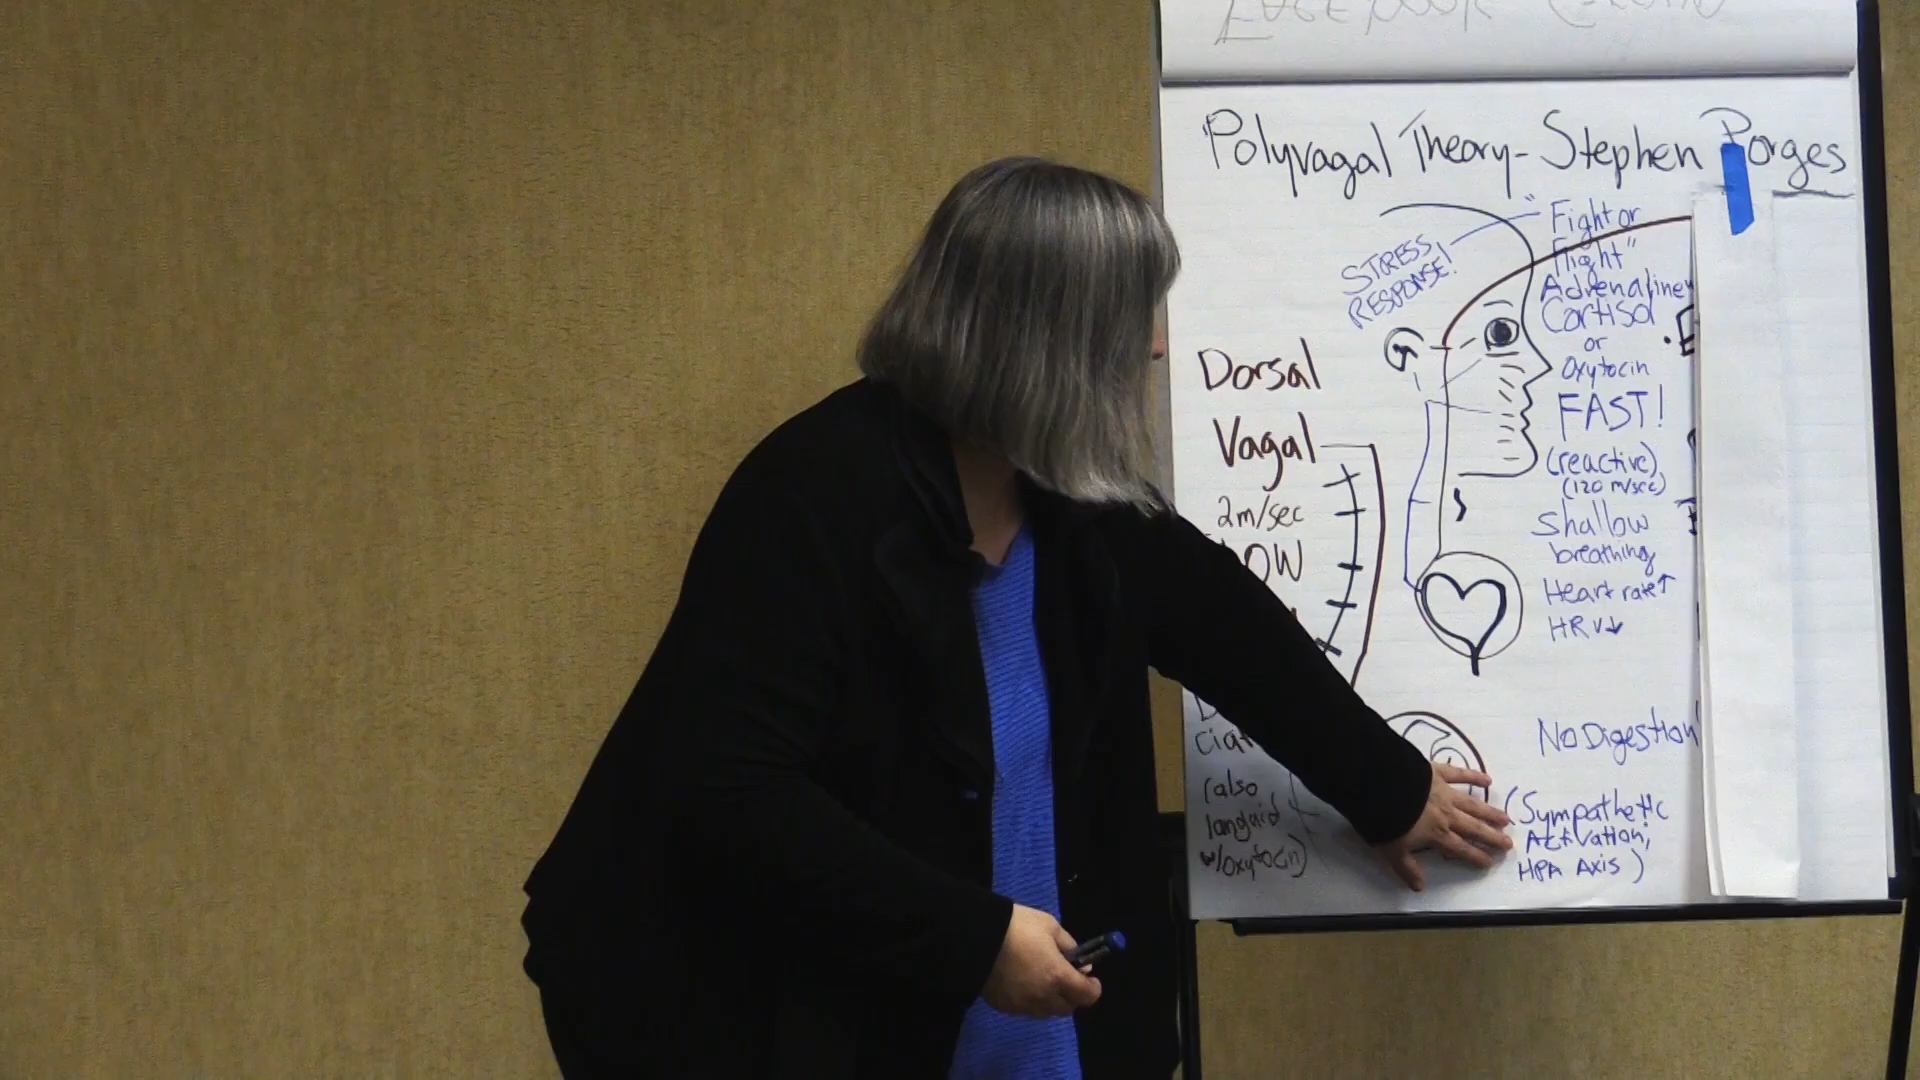 Polyvagal Theory - Stephen Porges
STRESS
RESPONSE!
"Fight or
Flight"
Adrenaline
Cortisol
or
Oxytocin
FAST!
(reactive)
(120 m/sec)
Shallow
breathing
Heart rate↑
HRV↓
No Digestion
(Sympathetic
Activation;
HPA Axis)
Dorsal
Vagal
2m/sec
(also
languid
w/oxytocin)